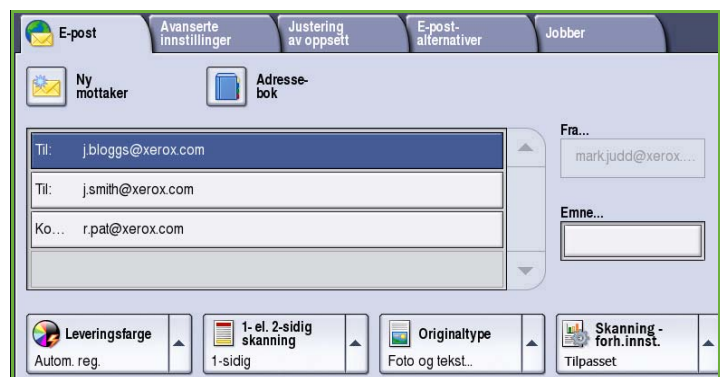 E-post
Avanserte
innstillinger
Justering
av oppsett
E-post-
alternativer
Jobber
Ny
mottaker
Adresse-
bok
Til: j.bloggs@xerox.com
Til: j.smith@xerox.com
Ko... r.pat@xerox.com
Fra...
mark.judd@xerox....
Emne...
Leveringsfarge
Autom. reg.
1- el. 2-sidig
skanning
1-sidig
Originaltype
Foto og tekst...
Skanning -
forh.innst.
Tilpasset